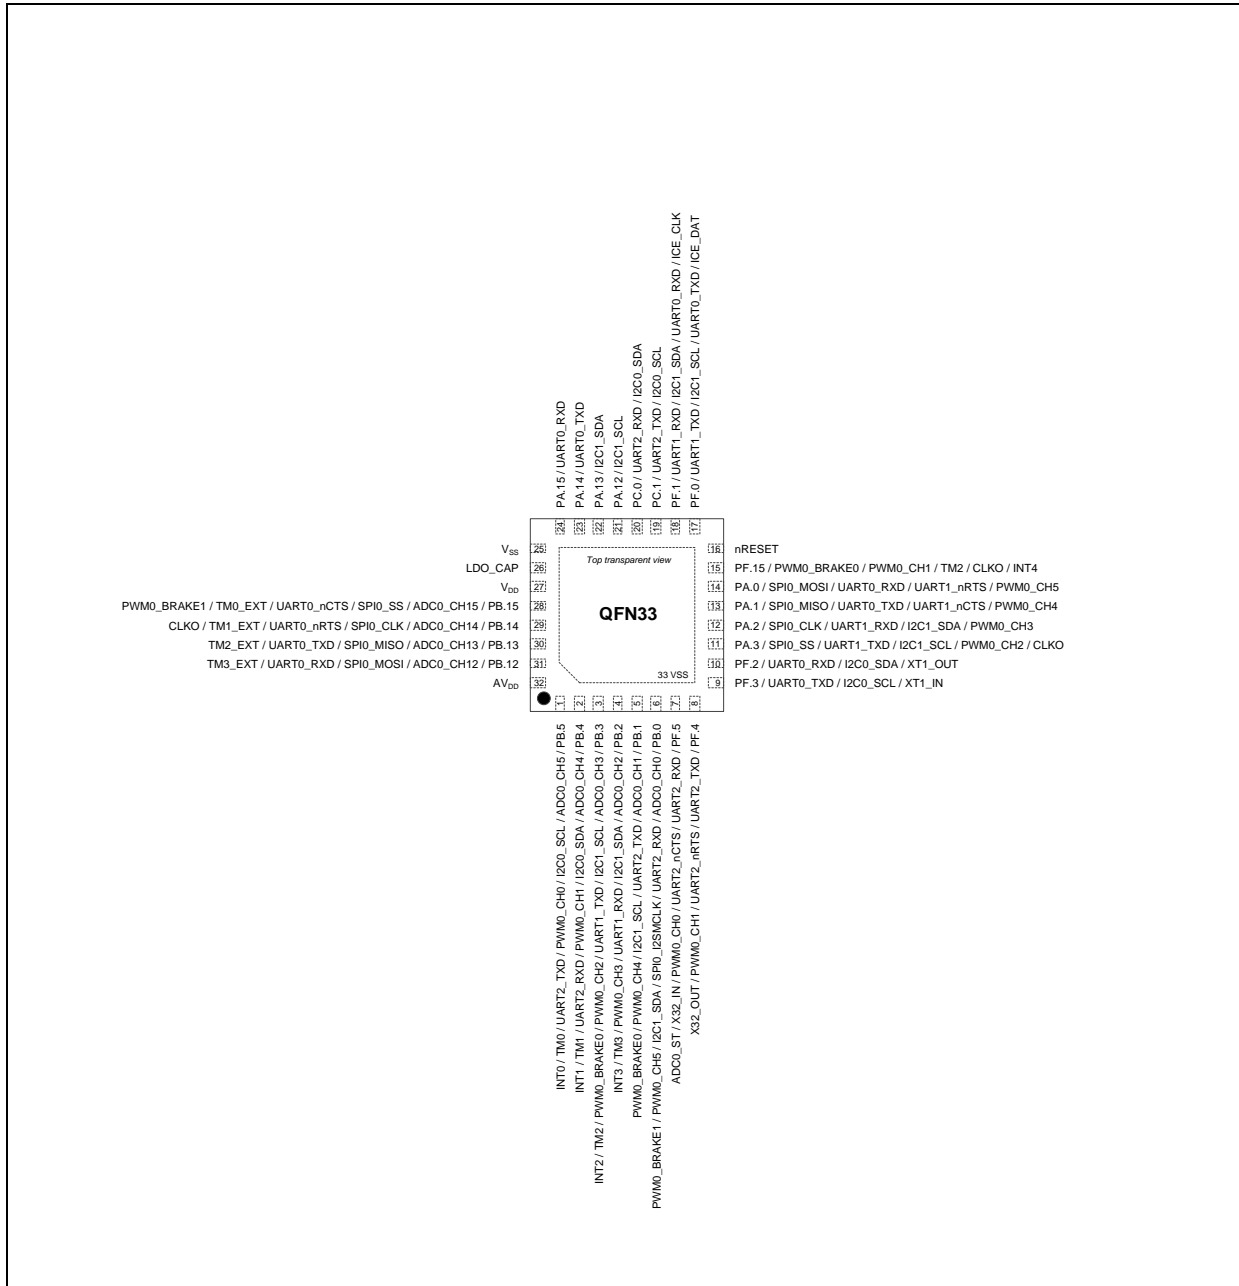 PA.15 / UART0_RXD
PA.14 / UART0_TXD
PA.13 / I2C1_SDA
PA.12 / I2C1_SCL
PC.0 / UART2_RXD / I2C0_SDA
PC.1 / UART2_TXD / I2C0_SCL
PF.1 / UART1_RXD / I2C1_SDA / UART0_RXD / ICE_CLK
PF.0 / UART1_TXD / I2C1_SCL / UART0_TXD / ICE_DAT
24
23
22
21
20
19
18
17
VSS 25
LDO_CAP 26
VDD 27
PWM0_BRAKE1 / TM0_EXT / UART0_nCTS / SPI0_SS / ADC0_CH15 / PB.15 28
CLKO / TM1_EXT / UART0_nRTS / SPI0_CLK / ADC0_CH14 / PB.14 29
TM2_EXT / UART0_TXD / SPI0_MISO / ADC0_CH13 / PB.13 30
TM3_EXT / UART0_RXD / SPI0_MOSI / ADC0_CH12 / PB.12 31
AVDD 32
Top transparent view
QFN33
33 VSS
16 nRESET
15 PF.15 / PWM0_BRAKE0 / PWM0_CH1 / TM2 / CLKO / INT4
14 PA.0 / SPI0_MOSI / UART0_RXD / UART1_nRTS / PWM0_CH5
13 PA.1 / SPI0_MISO / UART0_TXD / UART1_nCTS / PWM0_CH4
12 PA.2 / SPI0_CLK / UART1_RXD / I2C1_SDA / PWM0_CH3
11 PA.3 / SPI0_SS / UART1_TXD / I2C1_SCL / PWM0_CH2 / CLKO
10 PF.2 / UART0_RXD / I2C0_SDA / XT1_OUT
9 PF.3 / UART0_TXD / I2C0_SCL / XT1_IN
1
2
3
4
5
6
7
8
INT0 / TM0 / UART2_TXD / PWM0_CH0 / I2C0_SCL / ADC0_CH5 / PB.5
INT1 / TM1 / UART2_RXD / PWM0_CH1 / I2C0_SDA / ADC0_CH4 / PB.4
INT2 / TM2 / PWM0_BRAKE0 / PWM0_CH2 / UART1_TXD / I2C1_SCL / ADC0_CH3 / PB.3
INT3 / TM3 / PWM0_CH3 / UART1_RXD / I2C1_SDA / ADC0_CH2 / PB.2
PWM0_BRAKE0 / PWM0_CH4 / I2C1_SCL / UART2_TXD / ADC0_CH1 / PB.1
PWM0_BRAKE1 / PWM0_CH5 / I2C1_SDA / SPI0_I2SMCLK / UART2_RXD / ADC0_CH0 / PB.0
ADC0_ST / X32_IN / PWM0_CH0 / UART2_nCTS / UART2_RXD / PF.5
X32_OUT / PWM0_CH1 / UART2_nRTS / UART2_TXD / PF.4